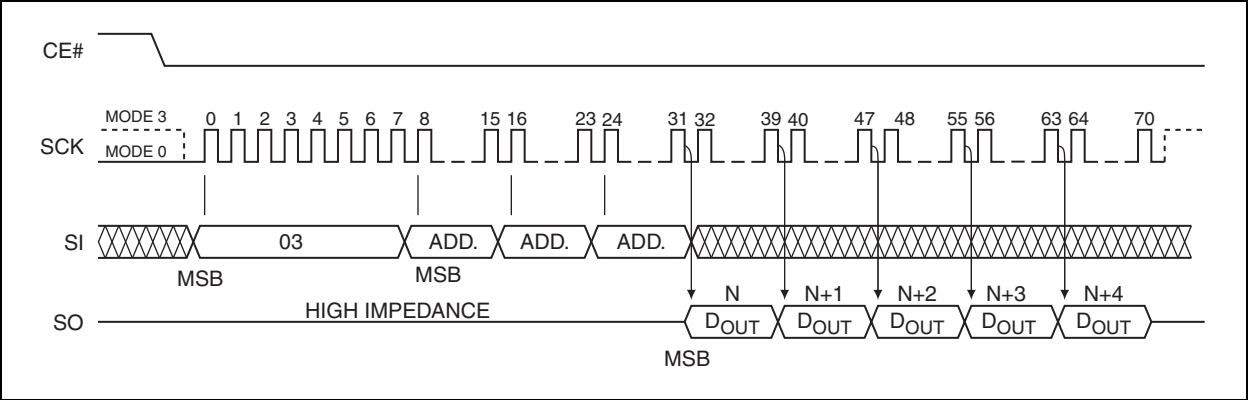 CE#
MODE 3
SCK
MODE 0
0 1 2 3 4 5 6 7 8 15 16 23 24 31 32 39 40 47 48 55 56 63 64 70
SI
03 ADD. ADD. ADD.
MSB MSB
N N+1 N+2 N+3 N+4
HIGH IMPEDANCE
SO
DOUT DOUT DOUT DOUT DOUT
MSB